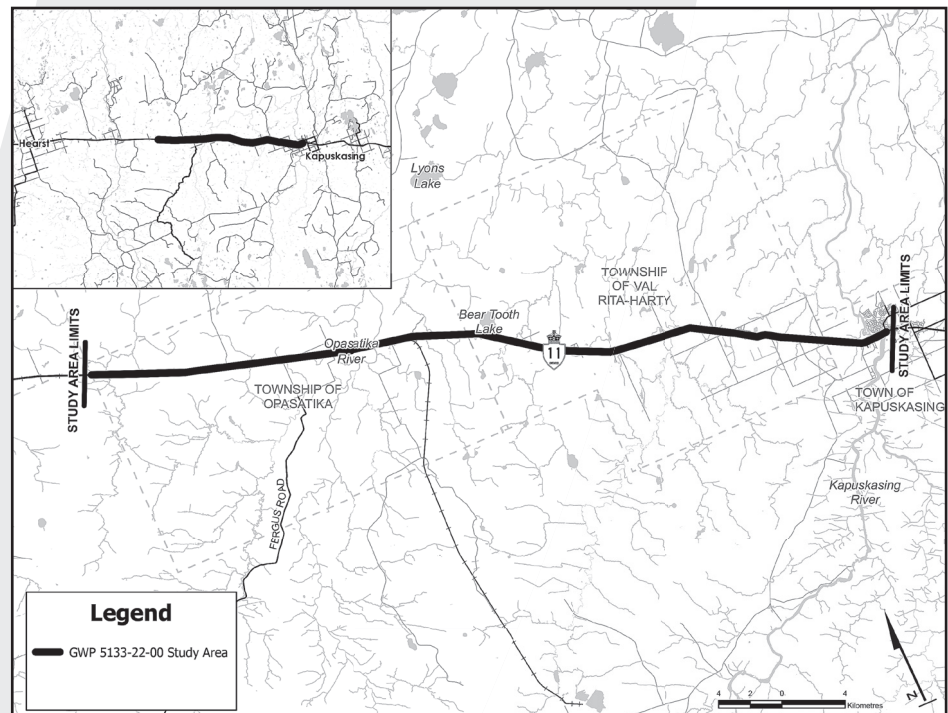 Hearst
Kapuskasing
Lyons
Lake
TOWNSHIP
OF VAL
RITA-HARTY
Bear Tooth
Lake
11
Opasatika
River
STUDY AREA LIMITS
STUDY AREA LIMITS
TOWNSHIP OF
OPASATIKA
TOWN OF
KAPUSKASING
FERGUS ROAD
Kapuskasing
River
Legend
GWP 5133-22-00 Study Area
4 2 0 4
Kilometres
N